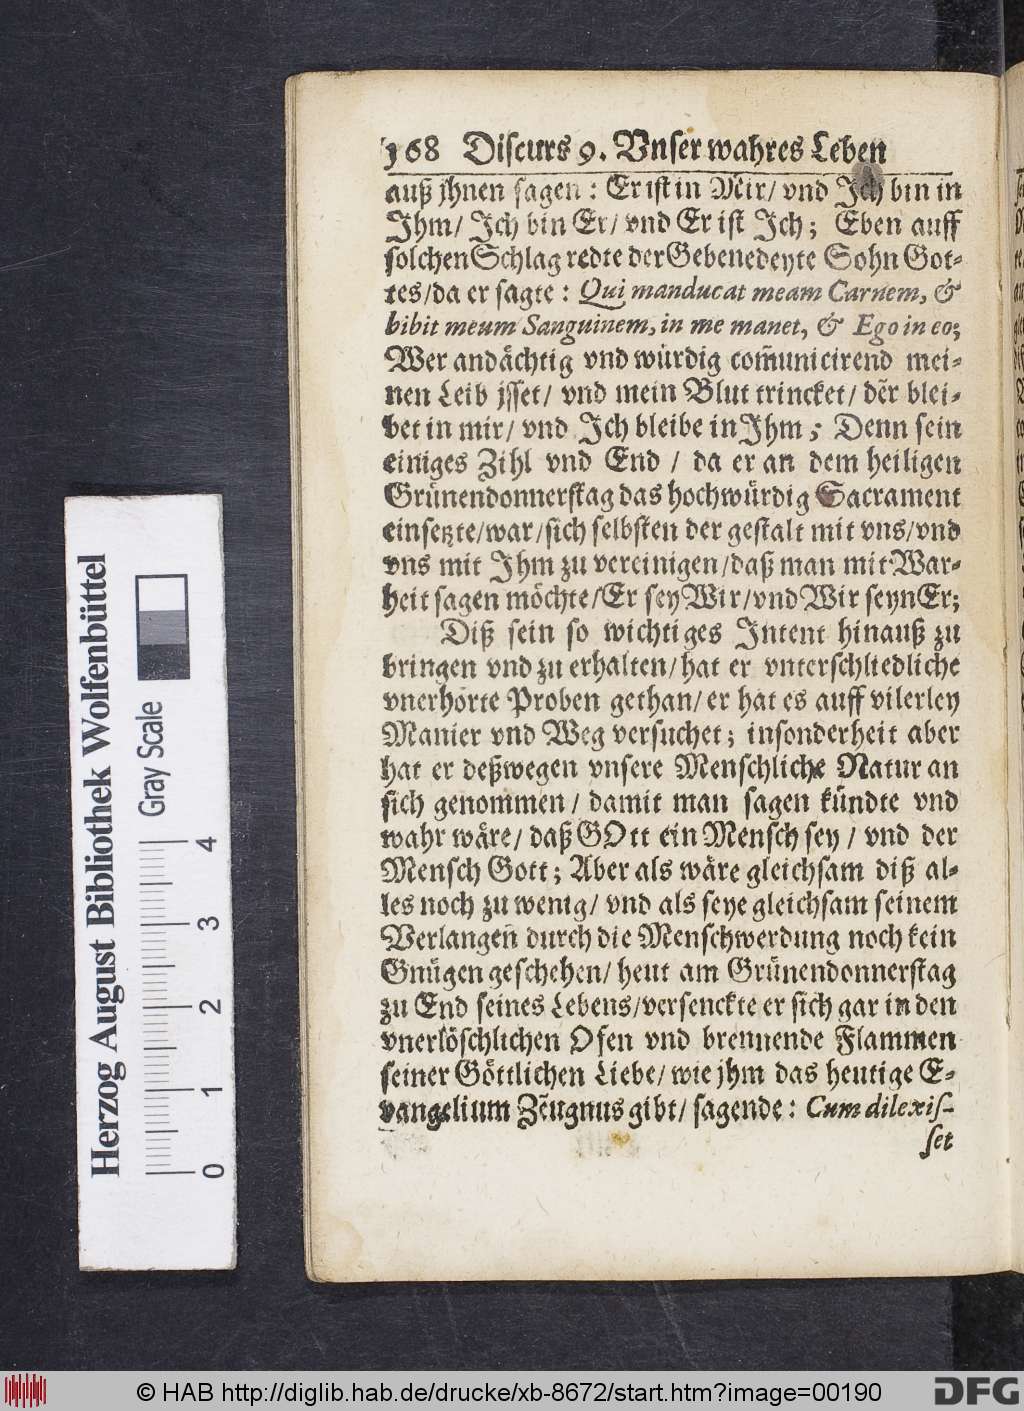 168 Discurs 9. Vnser wahres Leben
auß jhnen sagen: Er ist in Mir/ vnd Ich bin in
Ihm/ Ich bin Er/ vnd Er ist Ich; Eben auff
solchen Schlag redte der Gebenedeyte Sohn Got-
tes/ da er sagte: Qui manducat meam Carnem, &
bibit meum Sanguinem, in me manet, & Ego in eo;
Wer andächtig vnd würdig com̃unicirend mei-
nen Leib jsset/ vnd mein Blut trincket/ der blei-
bet in mir/ vnd Ich bleibe in Ihm; Denn sein
einiges Zihl vnd End / da er an dem heiligen
Grünendonnerstag das hochwürdig Sacrament
einsetzte/ war/ sich selbsten der gestalt mit vns/ vnd
vns mit Ihm zu vereinigen/ daß man mit War-
heit sagen möchte/ Er sey Wir/ vnd Wir seyn Er;
Diß sein so wichtiges Intent hinauß zu
bringen vnd zu erhalten/ hat er vnterschliedliche
vnerhörte Proben gethan/ er hat es auff vilerley
Manier vnd Weg versuchet; insonderheit aber
hat er deßwegen vnsere Menschliche Natur an
sich genommen/ damit man sagen kündte vnd
wahr wäre/ daß GOtt ein Mensch sey / vnd der
Mensch Gott; Aber als wäre gleichsam diß al-
les noch zu wenig/ vnd als seye gleichsam seinem
Verlangen durch die Menschwerdung noch kein
Gnügen geschehen/ heut am Grünendonnerstag
zu End seines Lebens/ versenckte er sich gar in den
vnerlöschlichen Ofen vnd brennende Flammen
seiner Göttlichen Liebe/ wie jhm das heutige E-
vangelium Zeugnus gibt/ sagende: Cum dilexis-
set
Herzog August Bibliothek Wolfenbüttel
Gray Scale
0 1 2 3 4
© HAB http://diglib.hab.de/drucke/xb-8672/start.htm?image=00190
DFG